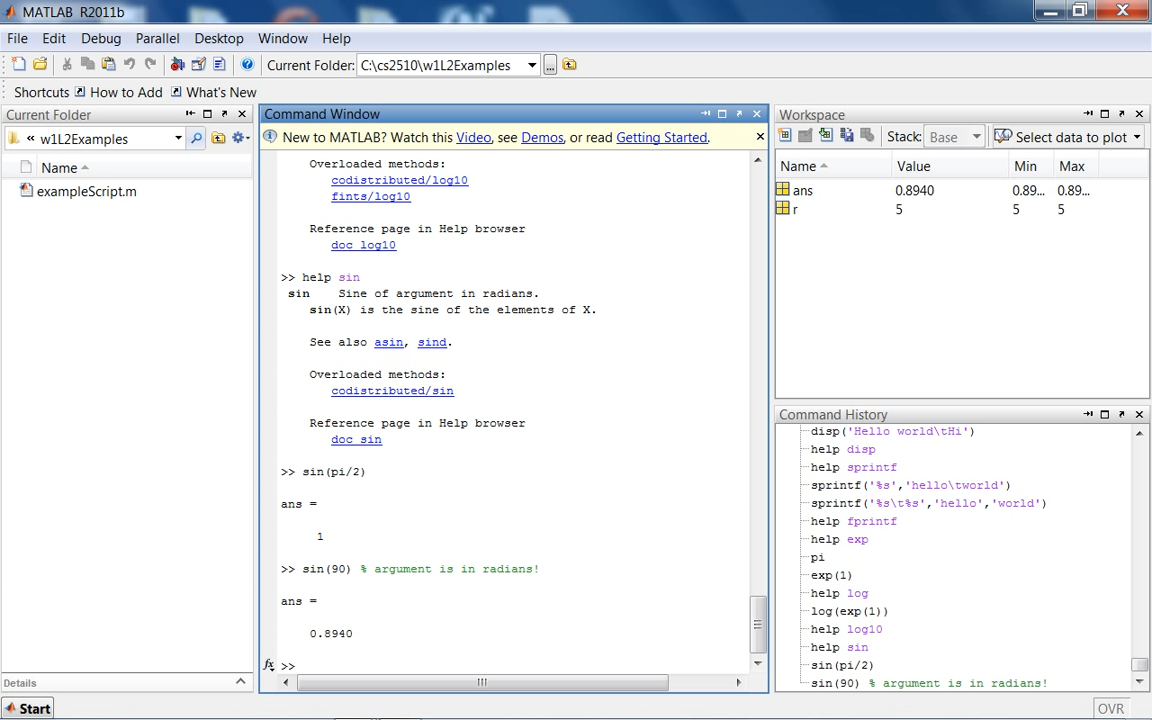 MATLAB R2011b
File Edit Debug Parallel Desktop Window Help
Current Folder: C:\cs2510\w1L2Examples ...
Shortcuts How to Add What's New
Current Folder
« w1L2Examples
Name
exampleScript.m
Details
Command Window
New to MATLAB? Watch this Video, see Demos, or read Getting Started.
Overloaded methods:
codistributed/log10
fints/log10
Reference page in Help browser
doc log10
>> help sin
sin Sine of argument in radians.
sin(X) is the sine of the elements of X.
See also asin, sind.
Overloaded methods:
codistributed/sin
Reference page in Help browser
doc sin
>> sin(pi/2)
ans =
1
>> sin(90) % argument is in radians!
ans =
0.8940
fx >>
Workspace
Stack: Base Select data to plot
Name Value Min Max
ans 0.8940 0.89... 0.89...
r 5 5 5
Command History
disp('Hello world\tHi')
help disp
help sprintf
sprintf('%s','hello\tworld')
sprintf('%s\t%s','hello','world')
help fprintf
help exp
pi
exp(1)
help log
log(exp(1))
help log10
help sin
sin(pi/2)
sin(90) % argument is in radians!
Start
OVR